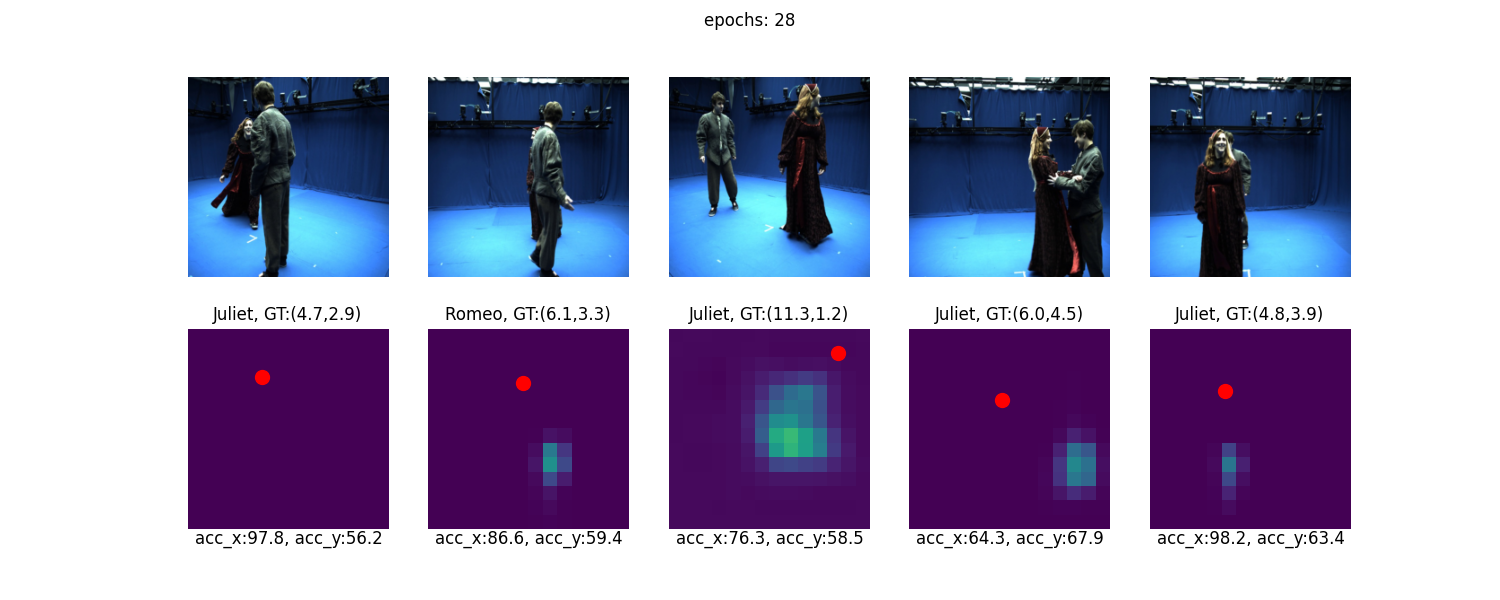 epochs: 28
Juliet, GT:(4.7,2.9)
Romeo, GT:(6.1,3.3)
Juliet, GT:(11.3,1.2)
Juliet, GT:(6.0,4.5)
Juliet, GT:(4.8,3.9)
acc_x:97.8, acc_y:56.2
acc_x:86.6, acc_y:59.4
acc_x:76.3, acc_y:58.5
acc_x:64.3, acc_y:67.9
acc_x:98.2, acc_y:63.4